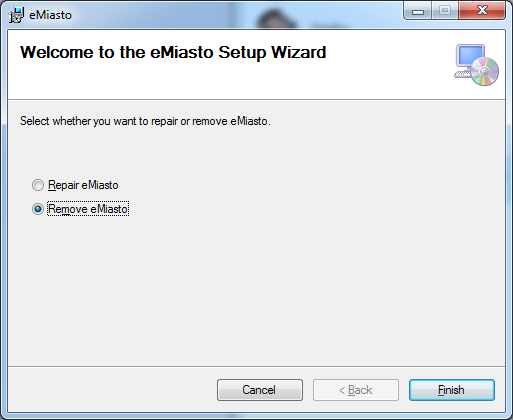 eMiasto
Welcome to the eMiasto Setup Wizard
Select whether you want to repair or remove eMiasto.
Repair eMiasto
Remove eMiasto
Cancel
< Back
Finish